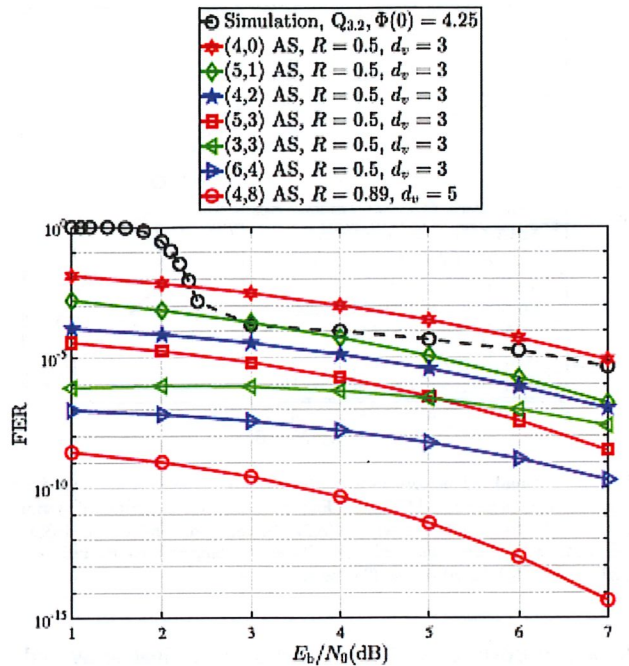 Simulation, Q₃.₂, Φ(0) = 4.25
(4,0) AS, R = 0.5, dᵥ = 3
(5,1) AS, R = 0.5, dᵥ = 3
(4,2) AS, R = 0.5, dᵥ = 3
(5,3) AS, R = 0.5, dᵥ = 3
(3,3) AS, R = 0.5, dᵥ = 3
(6,4) AS, R = 0.5, dᵥ = 3
(4,8) AS, R = 0.89, dᵥ = 5
10⁰
10⁻⁵
10⁻¹⁰
10⁻¹⁵
FER
1 2 3 4 5 6 7
E_b/N₀(dB)